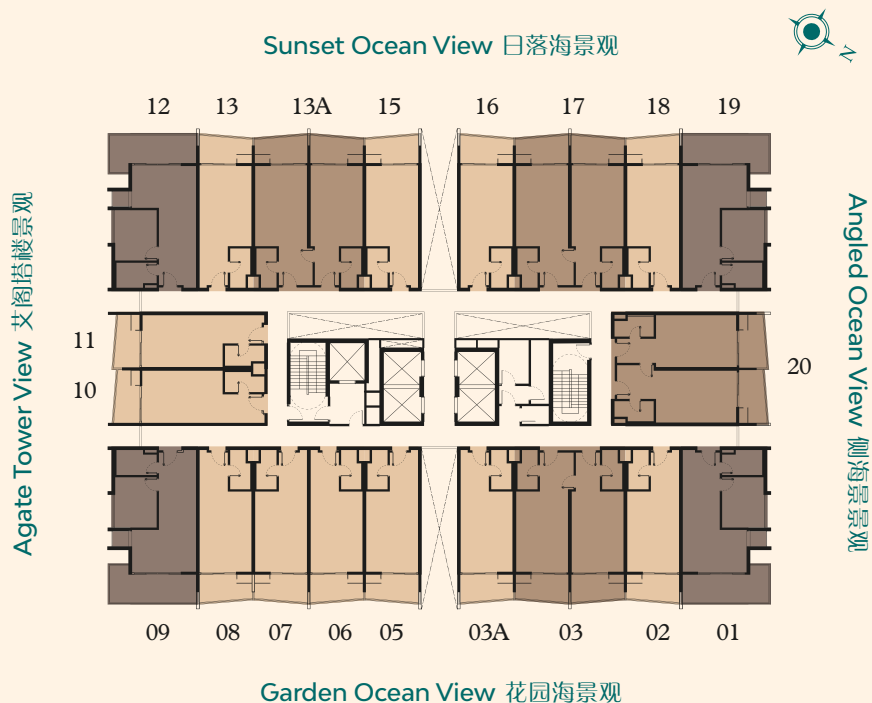 Sunset Ocean View 日落海景观
N
12 13 13A 15 16 17 18 19
Agate Tower View 艾阁塔楼景观
Angled Ocean View 侧海景景观
11
10
20
09 08 07 06 05 03A 03 02 01
Garden Ocean View 花园海景观